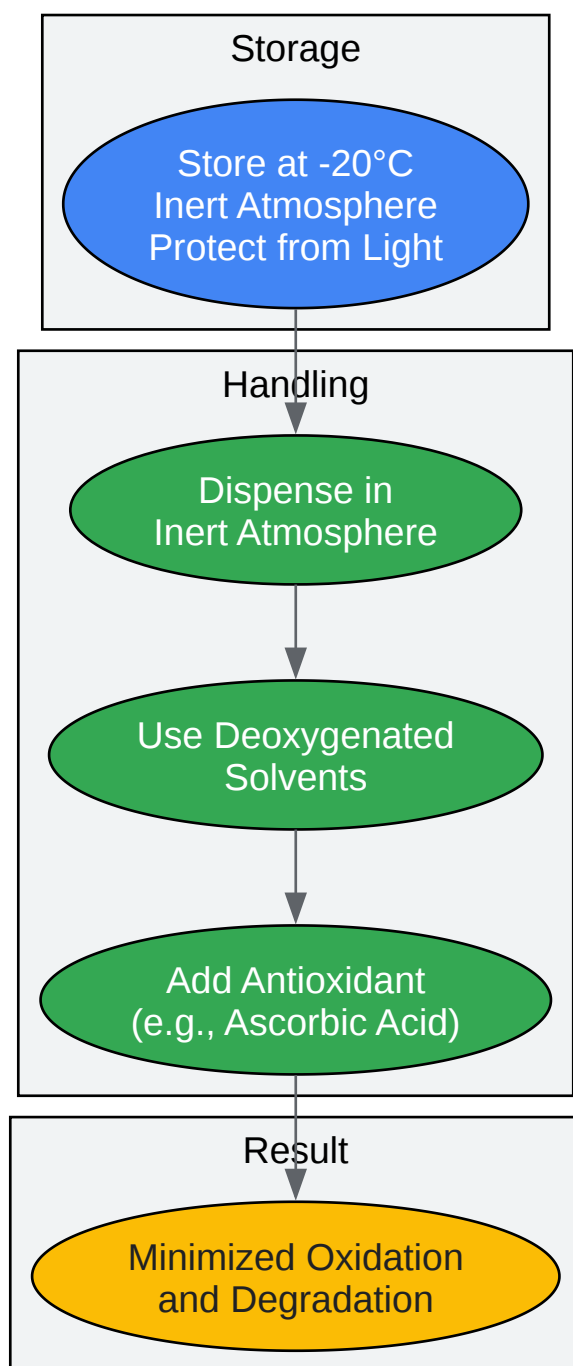 Storage
Store at -20°C
Inert Atmosphere
Protect from Light
Handling
Dispense in
Inert Atmosphere
Use Deoxygenated
Solvents
Add Antioxidant
(e.g., Ascorbic Acid)
Result
Minimized Oxidation
and Degradation